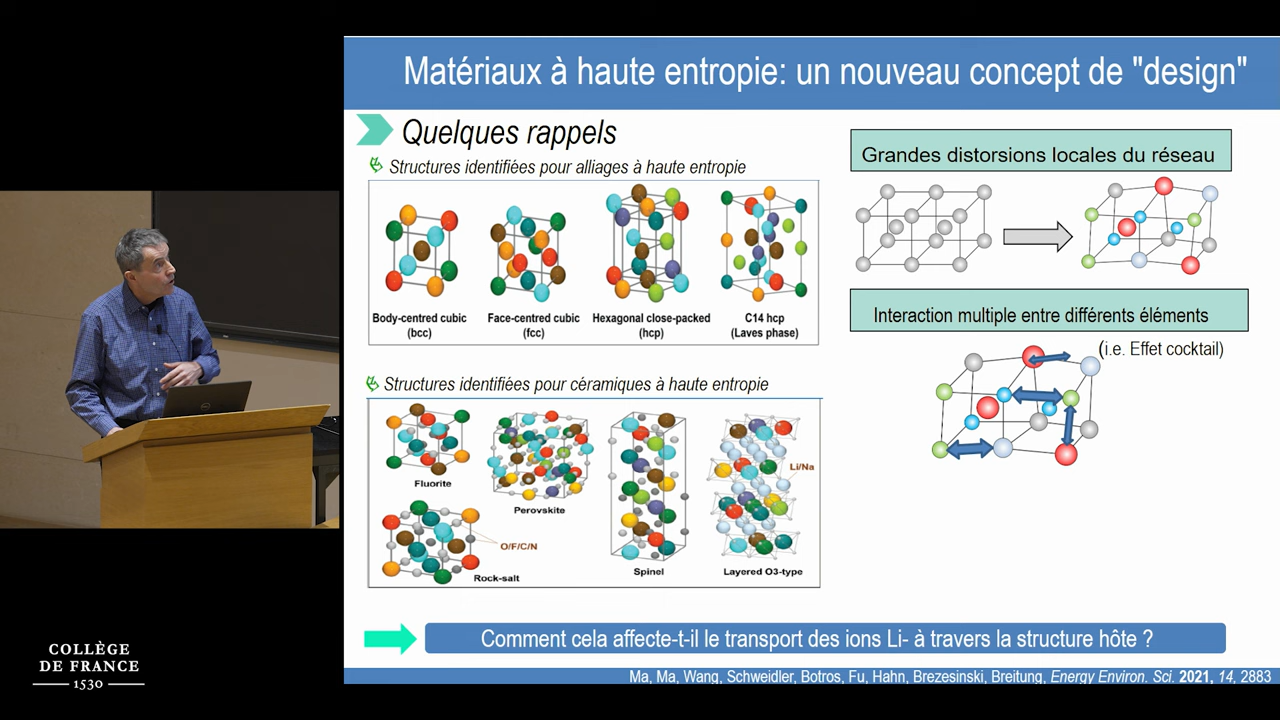 Matériaux à haute entropie: un nouveau concept de "design"
Quelques rappels
Structures identifiées pour alliages à haute entropie
Body-centred cubic
(bcc)
Face-centred cubic
(fcc)
Hexagonal close-packed
(hcp)
C14 hcp
(Laves phase)
Structures identifiées pour céramiques à haute entropie
Fluorite
Perovskite
Li/Na
O/F/C/N
Rock-salt
Spinel
Layered O3-type
Grandes distorsions locales du réseau
Interaction multiple entre différents éléments
(i.e. Effet cocktail)
Comment cela affecte-t-il le transport des ions Li- à travers la structure hôte ?
Ma, Ma, Wang, Schweidler, Botros, Fu, Hahn, Brezesinski, Breitung, Energy Environ. Sci. 2021, 14, 2883
COLLÈGE
DE FRANCE
1530